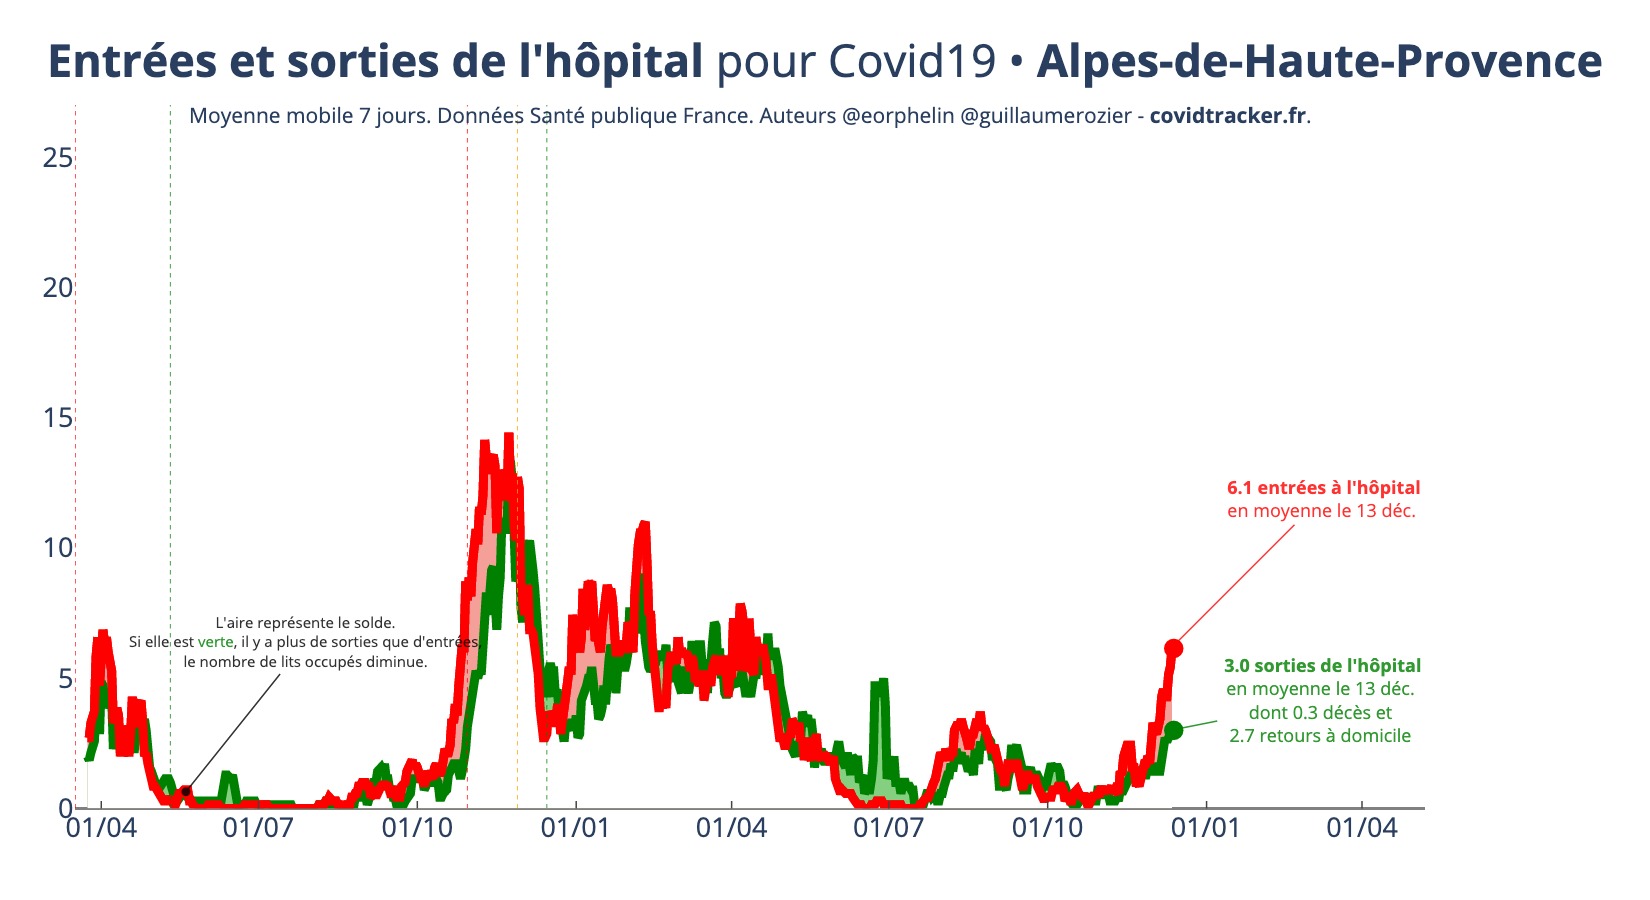 Entrées et sorties de l'hôpital pour Covid19 • Alpes-de-Haute-Provence
Moyenne mobile 7 jours. Données Santé publique France. Auteurs @eorphelin @guillaumerozier - covidtracker.fr.
25
20
15
10
5
0
L'aire représente le solde.
Si elle est verte, il y a plus de sorties que d'entrées,
le nombre de lits occupés diminue.
6.1 entrées à l'hôpital
en moyenne le 13 déc.
3.0 sorties de l'hôpital
en moyenne le 13 déc.
dont 0.3 décès et
2.7 retours à domicile
01/04 01/07 01/10 01/01 01/04 01/07 01/10 01/01 01/04